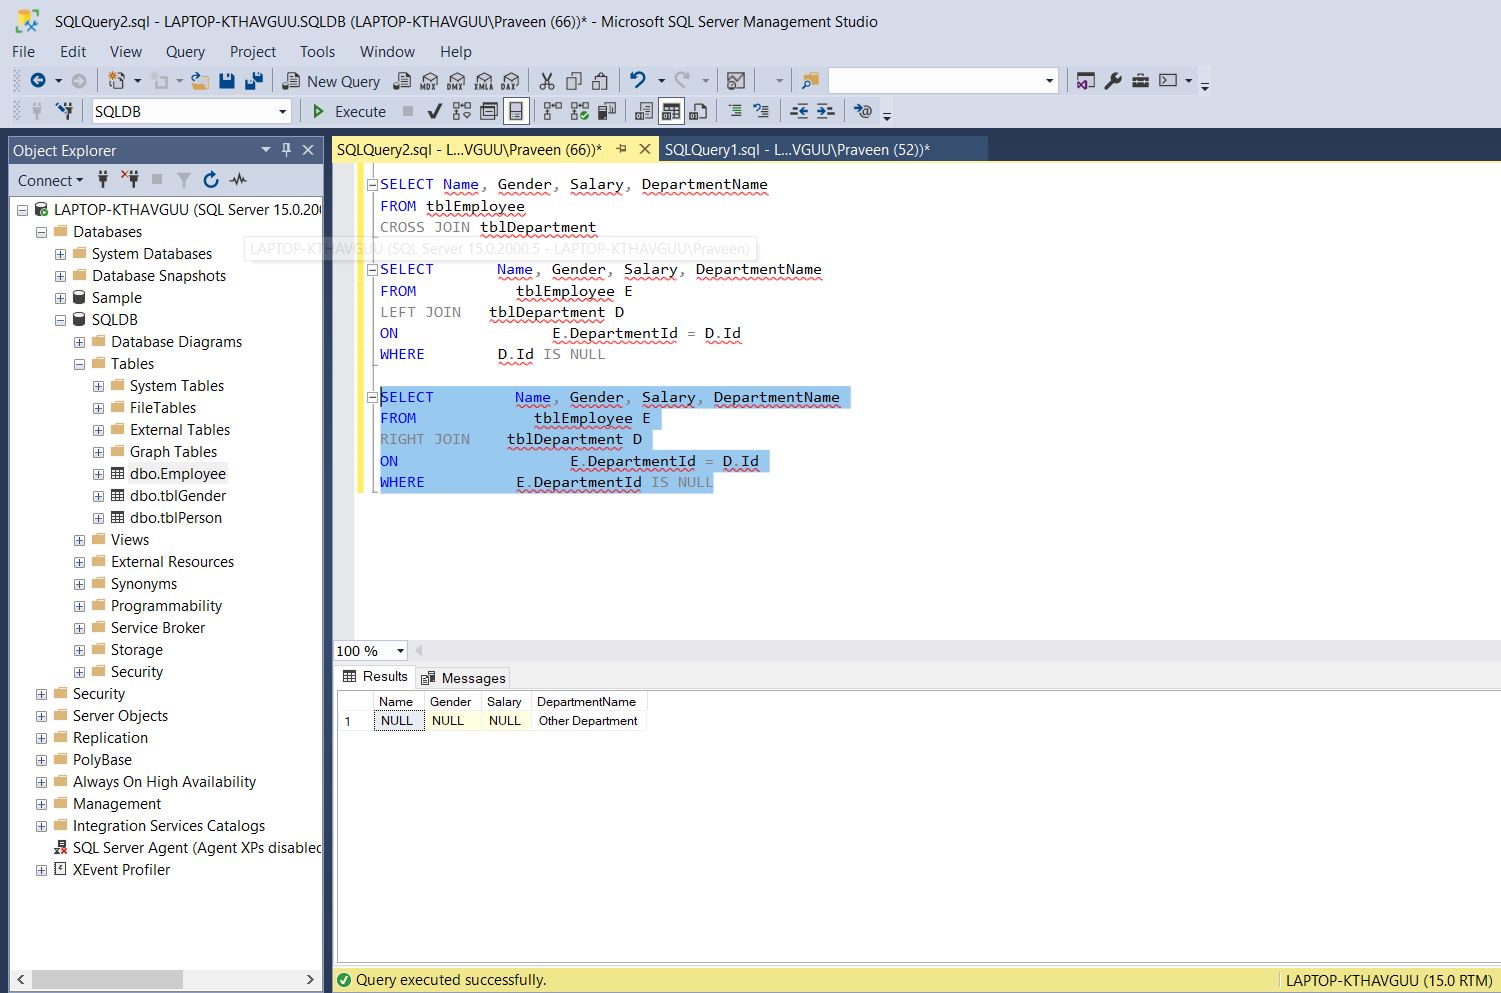 SQLQuery2.sql - LAPTOP-KTHAVGUU.SQLDB (LAPTOP-KTHAVGUU\Praveen (66))* - Microsoft SQL Server Management Studio
File Edit View Query Project Tools Window Help
New Query MDX DMX XMLA DAX
SQLDB Execute
Object Explorer
Connect
LAPTOP-KTHAVGUU (SQL Server 15.0.20
Databases
System Databases
Database Snapshots
Sample
SQLDB
Database Diagrams
Tables
System Tables
FileTables
External Tables
Graph Tables
dbo.Employee
dbo.tblGender
dbo.tblPerson
Views
External Resources
Synonyms
Programmability
Service Broker
Storage
Security
Security
Server Objects
Replication
PolyBase
Always On High Availability
Management
Integration Services Catalogs
SQL Server Agent (Agent XPs disabled
XEvent Profiler
LAPTOP-KTHAVGUU (SQL Server 15.0.2000.5 - LAPTOP-KTHAVGUU\Praveen)
SQLQuery2.sql - L...VGUU\Praveen (66))* SQLQuery1.sql - L...VGUU\Praveen (52))*
SELECT Name, Gender, Salary, DepartmentName
FROM tblEmployee
CROSS JOIN tblDepartment
SELECT Name, Gender, Salary, DepartmentName
FROM tblEmployee E
LEFT JOIN tblDepartment D
ON E.DepartmentId = D.Id
WHERE D.Id IS NULL
SELECT Name, Gender, Salary, DepartmentName
FROM tblEmployee E
RIGHT JOIN tblDepartment D
ON E.DepartmentId = D.Id
WHERE E.DepartmentId IS NULL
100 %
Results Messages
Name Gender Salary DepartmentName
1 NULL NULL NULL Other Department
Query executed successfully. LAPTOP-KTHAVGUU (15.0 RTM)